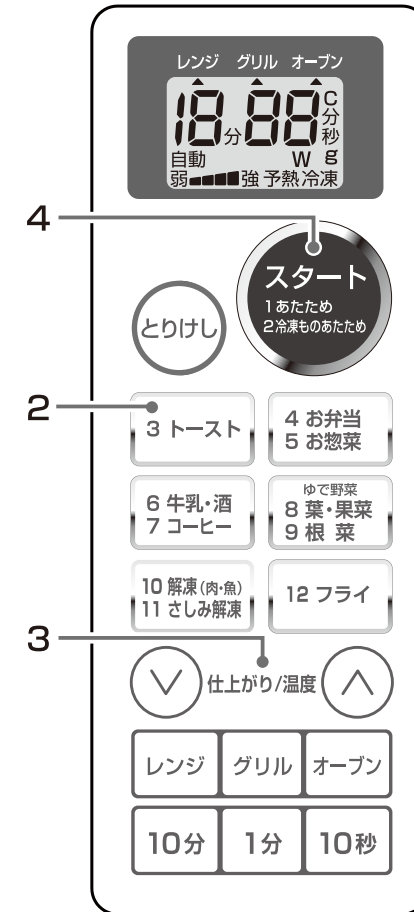 レンジ グリル オーブン
18分88 C分秒
自動 W g
弱 強 予熱 冷凍
4
スタート
1 あたため
2 冷凍ものあたため
とりけし
2
3 トースト
4 お弁当
5 お惣菜
6 牛乳・酒
7 コーヒー
ゆで野菜
8 葉・果菜
9 根 菜
10 解凍(肉・魚)
11 さしみ解凍
12 フライ
3
仕上がり/温度
レンジ グリル オーブン
10分 1分 10秒